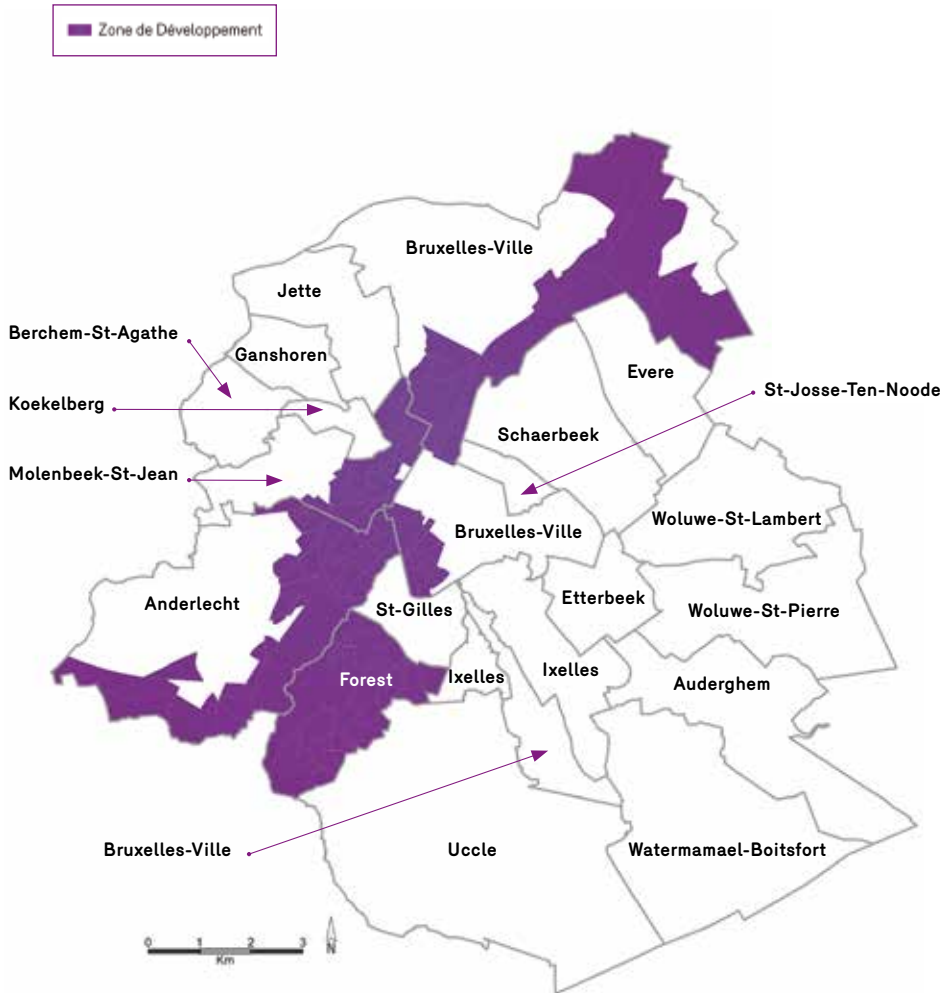 Zone de Développement
Bruxelles-Ville
Jette
Berchem-St-Agathe
Ganshoren
Evere
St-Josse-Ten-Noode
Koekelberg
Schaerbeek
Molenbeek-St-Jean
Woluwe-St-Lambert
Bruxelles-Ville
Etterbeek
Anderlecht
St-Gilles
Woluwe-St-Pierre
Ixelles
Forest
Ixelles
Auderghem
Bruxelles-Ville
Uccle
Watermamael-Boitsfort
0 1 2 3
Km
N